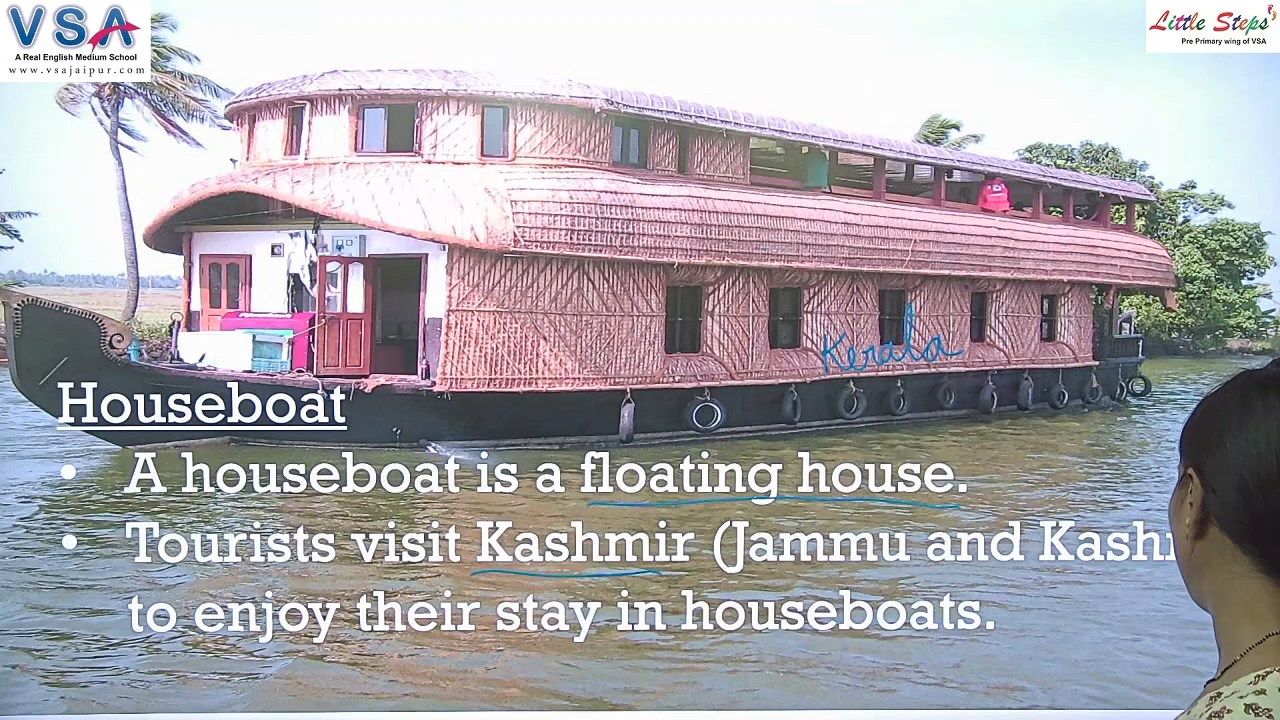 VSA
A Real English Medium School
www.vsajaipur.com
Little Steps
Pre Primary wing of VSA
Kerala
Houseboat
• A houseboat is a floating house.
• Tourists visit Kashmir (Jammu and
to enjoy their stay in houseboats.